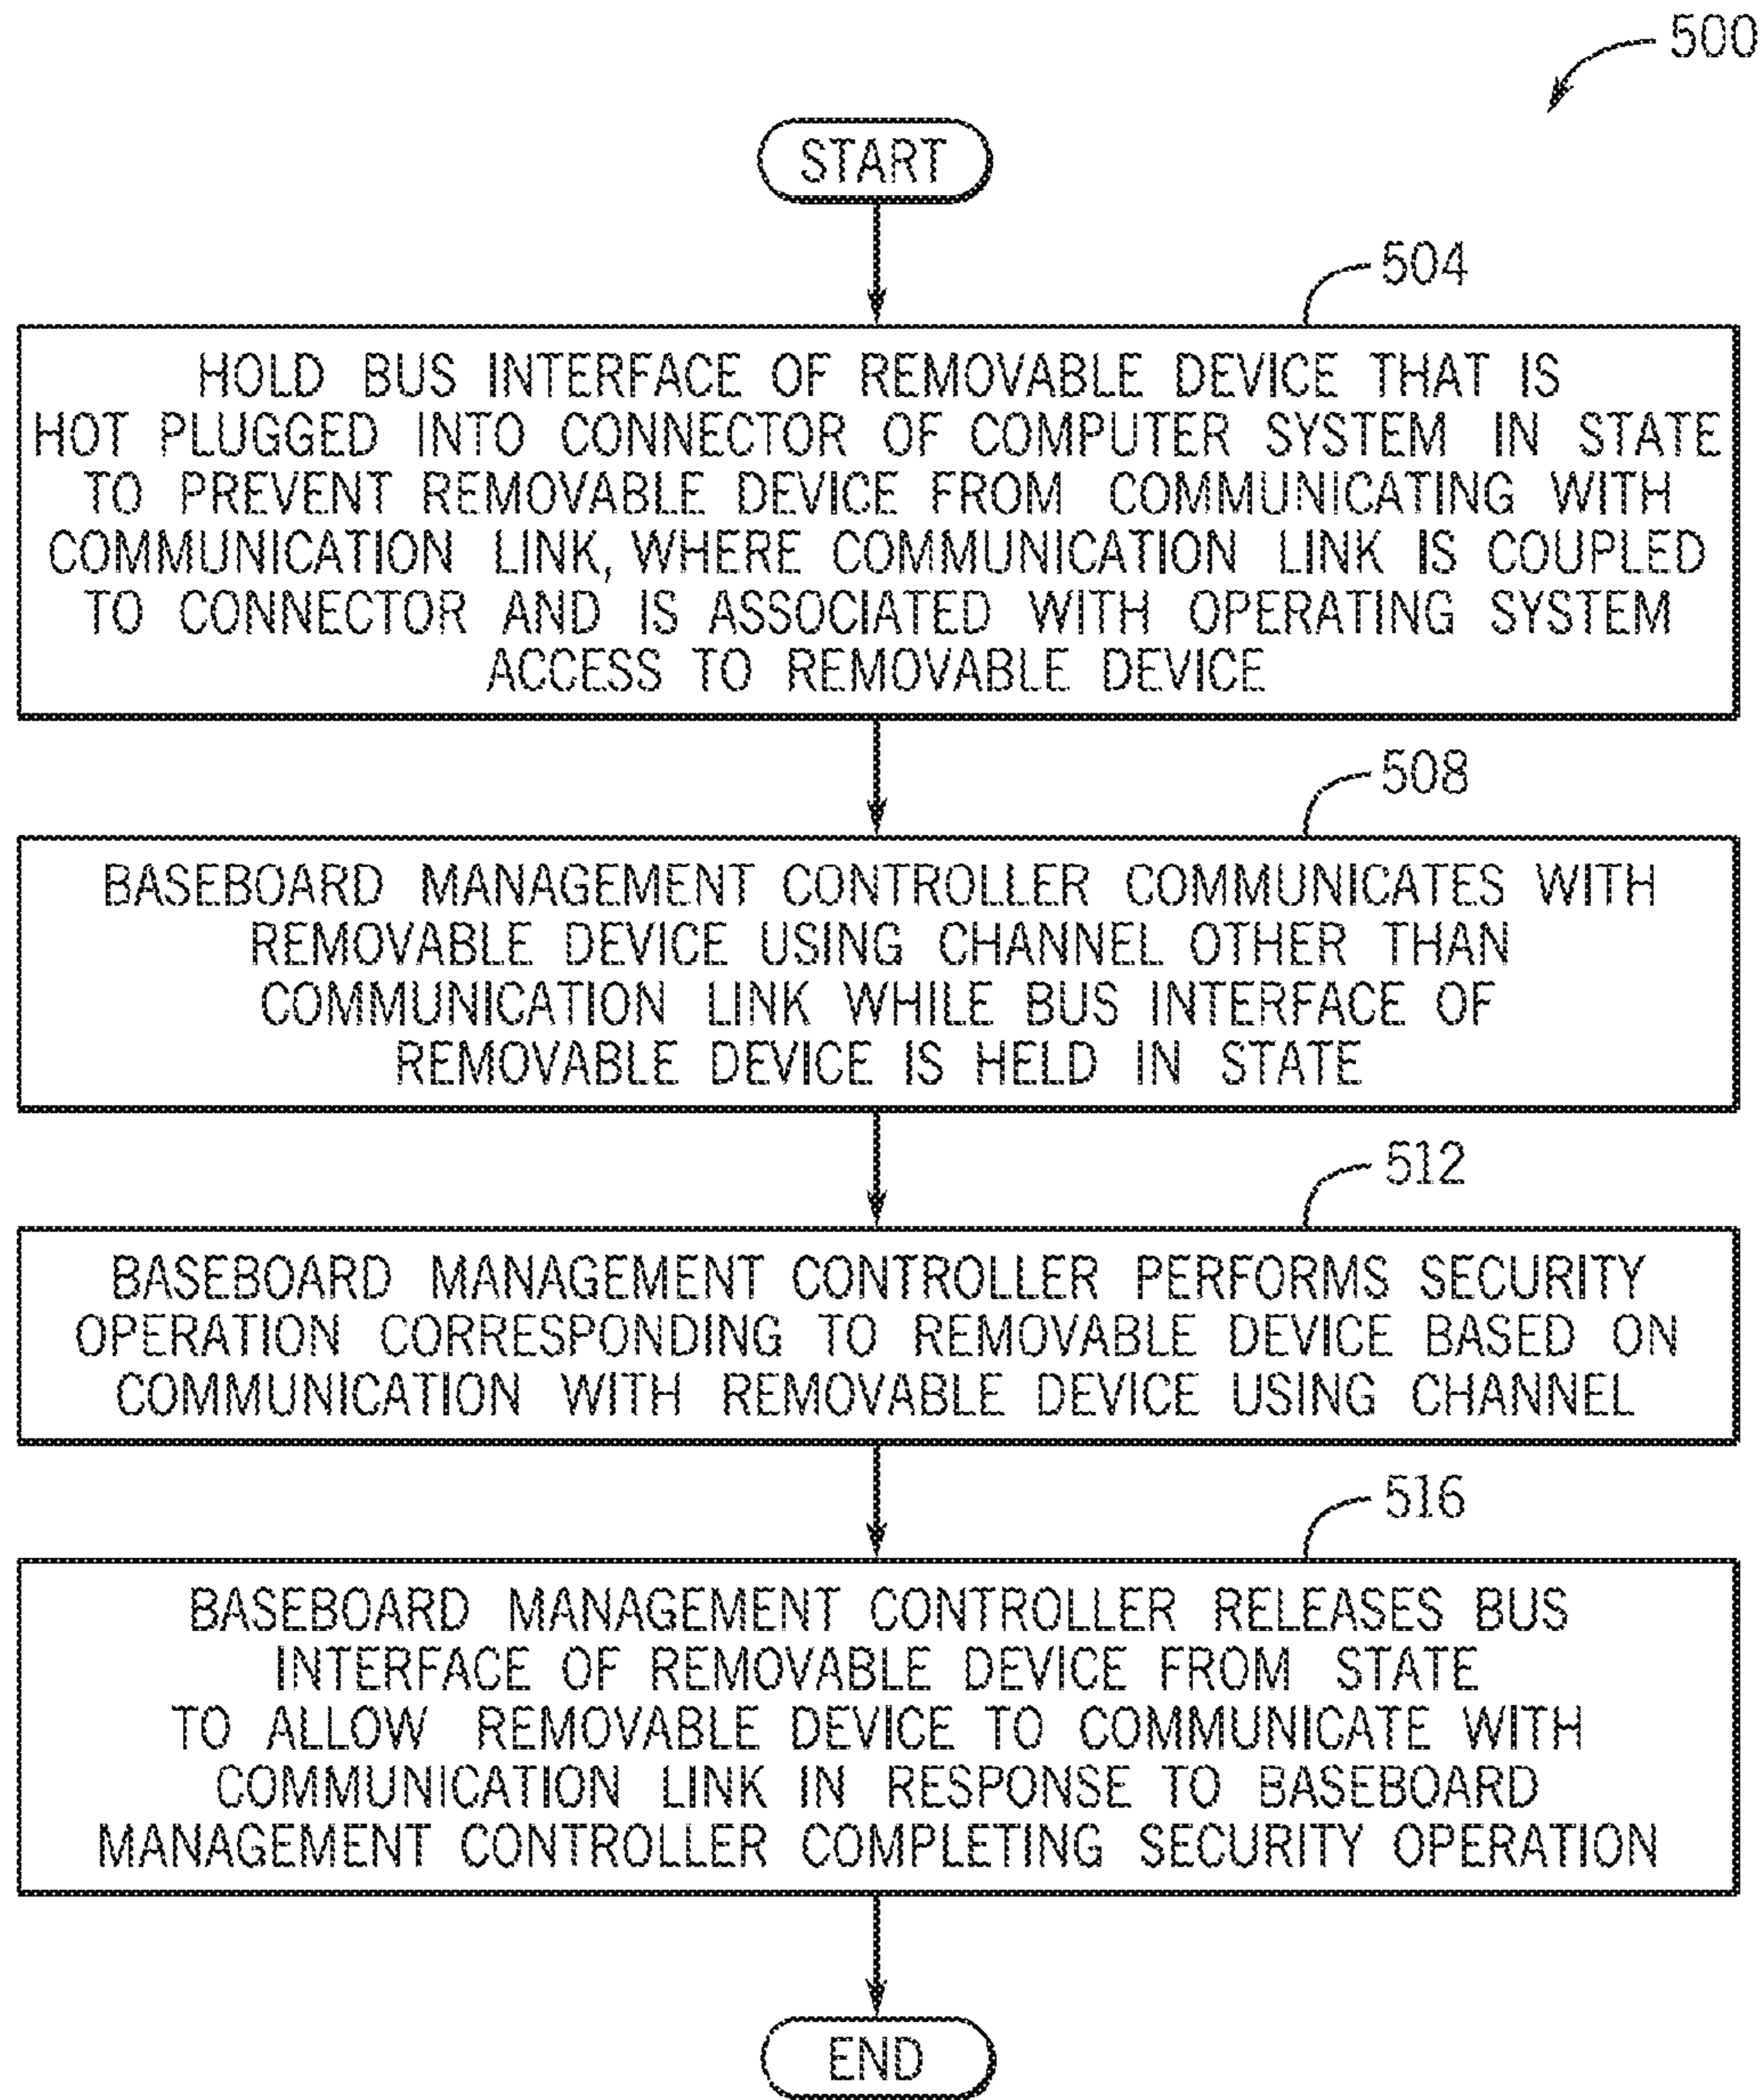 500
START
504
HOLD BUS INTERFACE OF REMOVABLE DEVICE THAT IS
HOT PLUGGED INTO CONNECTOR OF COMPUTER SYSTEM IN STATE
TO PREVENT REMOVABLE DEVICE FROM COMMUNICATING WITH
COMMUNICATION LINK, WHERE COMMUNICATION LINK IS COUPLED
TO CONNECTOR AND IS ASSOCIATED WITH OPERATING SYSTEM
ACCESS TO REMOVABLE DEVICE
508
BASEBOARD MANAGEMENT CONTROLLER COMMUNICATES WITH
REMOVABLE DEVICE USING CHANNEL OTHER THAN
COMMUNICATION LINK WHILE BUS INTERFACE OF
REMOVABLE DEVICE IS HELD IN STATE
512
BASEBOARD MANAGEMENT CONTROLLER PERFORMS SECURITY
OPERATION CORRESPONDING TO REMOVABLE DEVICE BASED ON
COMMUNICATION WITH REMOVABLE DEVICE USING CHANNEL
516
BASEBOARD MANAGEMENT CONTROLLER RELEASES BUS
INTERFACE OF REMOVABLE DEVICE FROM STATE
TO ALLOW REMOVABLE DEVICE TO COMMUNICATE WITH
COMMUNICATION LINK IN RESPONSE TO BASEBOARD
MANAGEMENT CONTROLLER COMPLETING SECURITY OPERATION
END